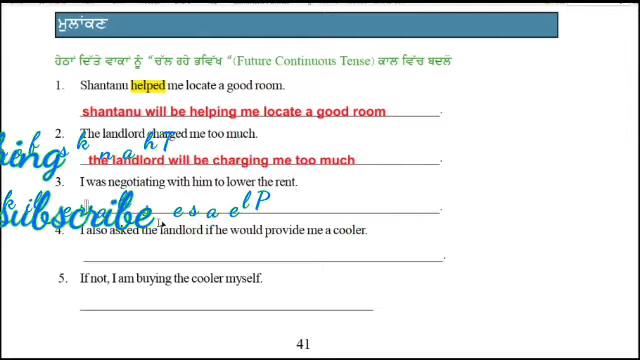 ਮੁਲਾਂਕਣ
ਹੇਠਾਂ ਦਿੱਤੇ ਵਾਕਾਂ ਨੂੰ “ਚੱਲ ਰਹੇ ਭਵਿੱਖ “(Future Continuous Tense) ਕਾਲ ਵਿੱਚ ਬਦਲੋ
1. Shantanu helped me locate a good room.
shantanu will be helping me locate a good room
2. The landlord charged me too much.
the landlord will be charging me too much
3. I was negotiating with him to lower the rent.
subscribe
4. I also asked the landlord if he would provide me a cooler.
5. If not, I am buying the cooler myself.
41